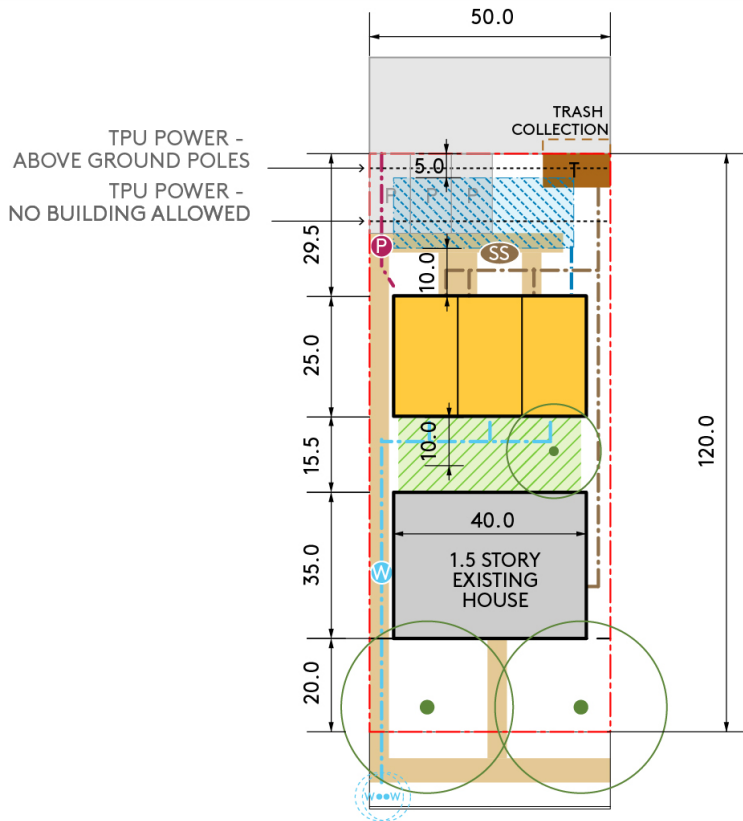 50.0
TRASH
COLLECTION
TPU POWER -
ABOVE GROUND POLES
TPU POWER -
NO BUILDING ALLOWED
5.0
T
P P P
P
SS
29.5
10.0
25.0
15.5
10.0
120.0
40.0
1.5 STORY
EXISTING
HOUSE
35.0
W
20.0
W W